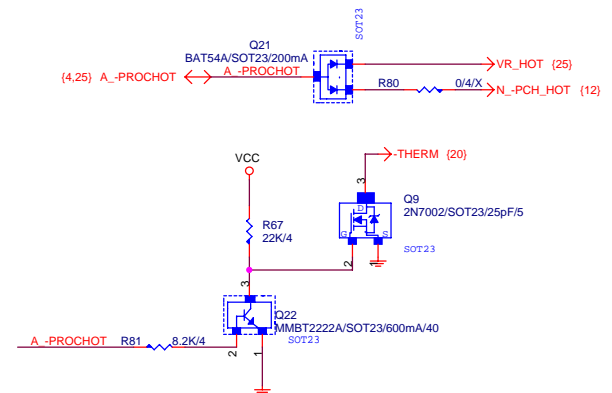 SOT23
Q21
BAT54A/SOT23/200mA
{4,25} A_-PROCHOT
A_-PROCHOT
VR_HOT {25}
R80
0/4/X
N_-PCH_HOT {12}
-THERM {20}
VCC
3
Q9
2N7002/SOT23/25pF/5
D
G
S
SOT23
R67
22K/4
2
1
3
Q22
MMBT2222A/SOT23/600mA/40
SOT23
A_-PROCHOT
R81
8.2K/4
2
1